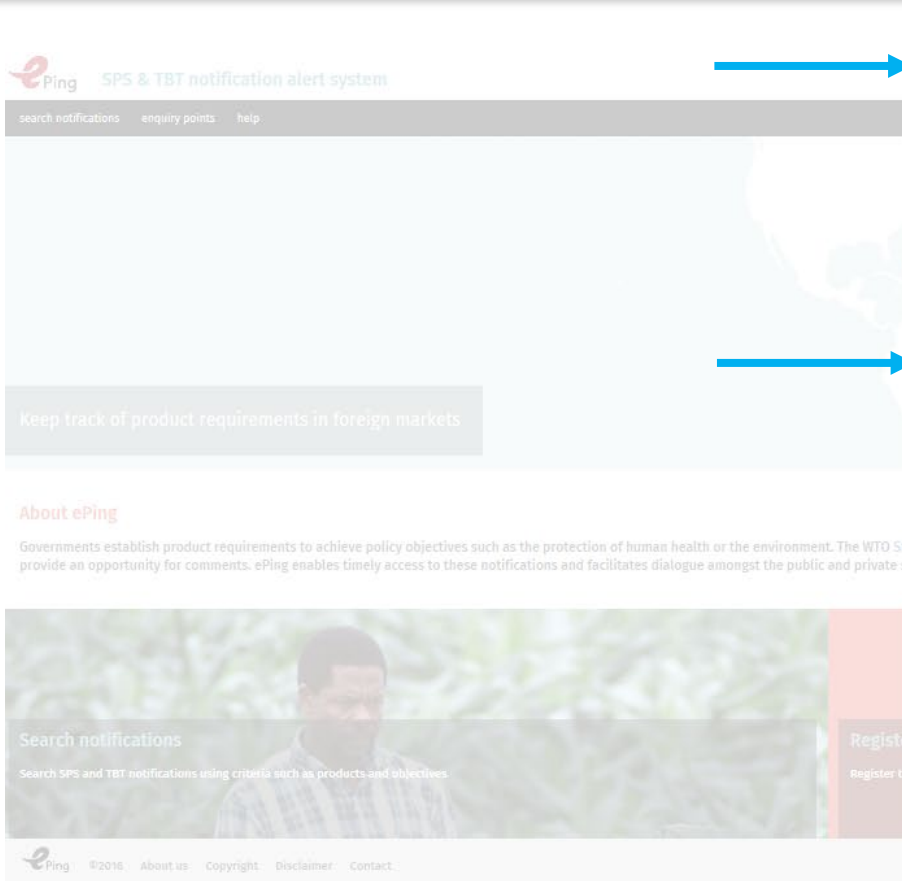 ePing SPS & TBT notification alert system
search notifications enquiry points help
Keep track of product requirements in foreign markets
About ePing
Governments establish product requirements to achieve policy objectives such as the protection of human health or the environment. The WTO S
provide an opportunity for comments. ePing enables timely access to these notifications and facilitates dialogue amongst the public and private
Search notifications
Search SPS and TBT notifications using criteria such as products and objectives
Regist
Register
ePing ©2016 About us Copyright Disclaimer Contact